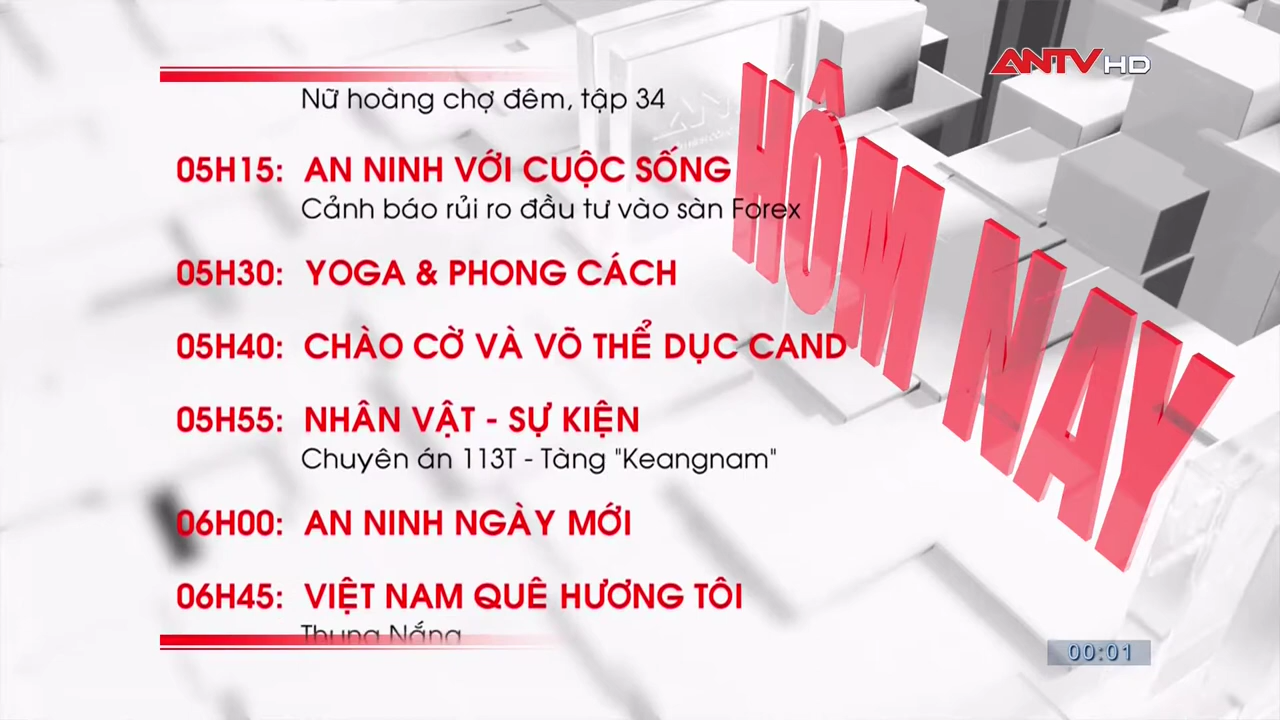 ANTV HD
Nữ hoàng chợ đêm, tập 34
05H15: AN NINH VỚI CUỘC SỐNG
Cảnh báo rủi ro đầu tư vào sàn Forex
05H30: YOGA & PHONG CÁCH
05H40: CHÀO CỜ VÀ VÕ THỂ DỤC CAND
05H55: NHÂN VẬT - SỰ KIỆN
Chuyên án 113T - Tàng "Keangnam"
06H00: AN NINH NGÀY MỚI
06H45: VIỆT NAM QUÊ HƯƠNG TÔI
Thung Nắng
HÔM NAY
00:01